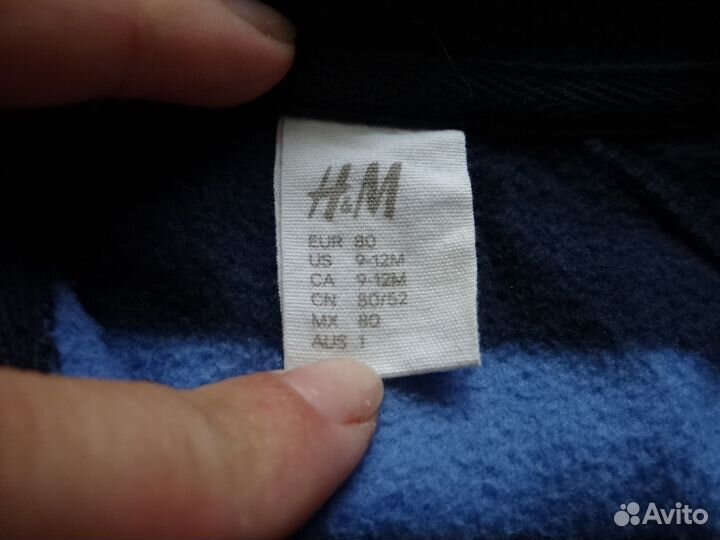 H&M
EUR 80
US 9-12M
CA 9-12M
CN 80/52
MX 80
AUS 1
Avito